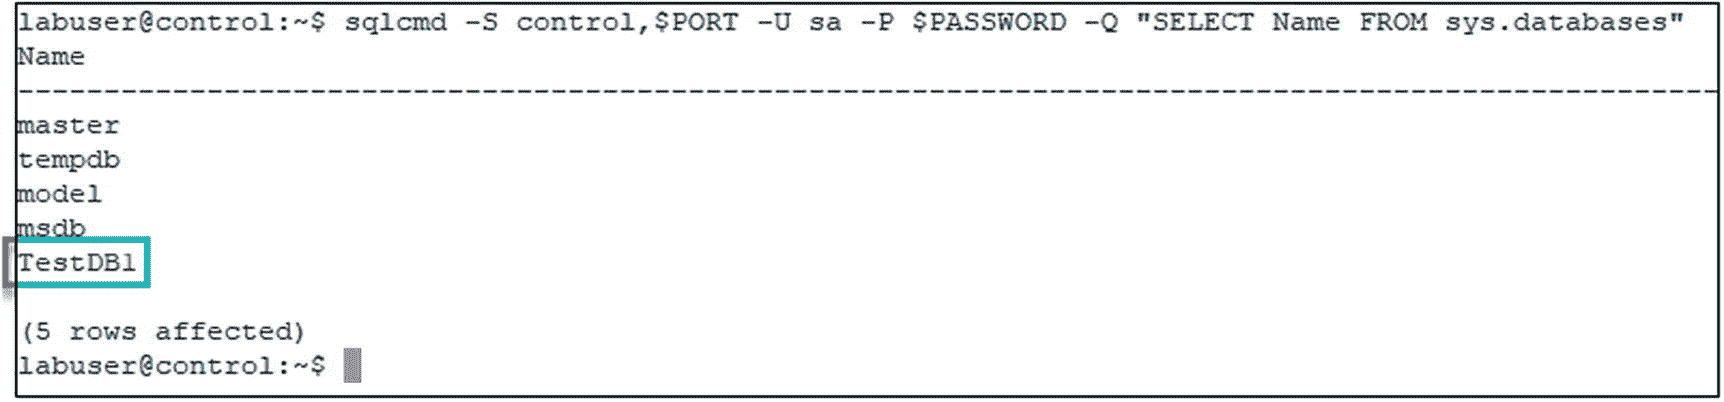 labuser@control:~$ sqlcmd -S control,$PORT -U sa -P $PASSWORD -Q "SELECT Name FROM sys.databases"
Name
----------------------------------------------------------------------------------------------------
master
tempdb
model
msdb
TestDB1
(5 rows affected)
labuser@control:~$